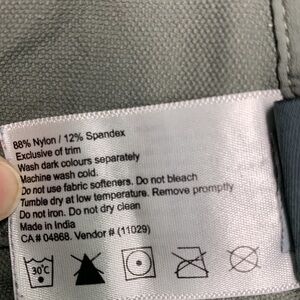 88% Nylon / 12% Spandex
Exclusive of trim
Wash dark colours separately
Machine wash cold.
Do not use fabric softeners. Do not bleach
Tumble dry at low temperature. Remove promptly
Do not iron. Do not dry clean
Made in India
CA# 04868. Vendor # (11029)
30°C